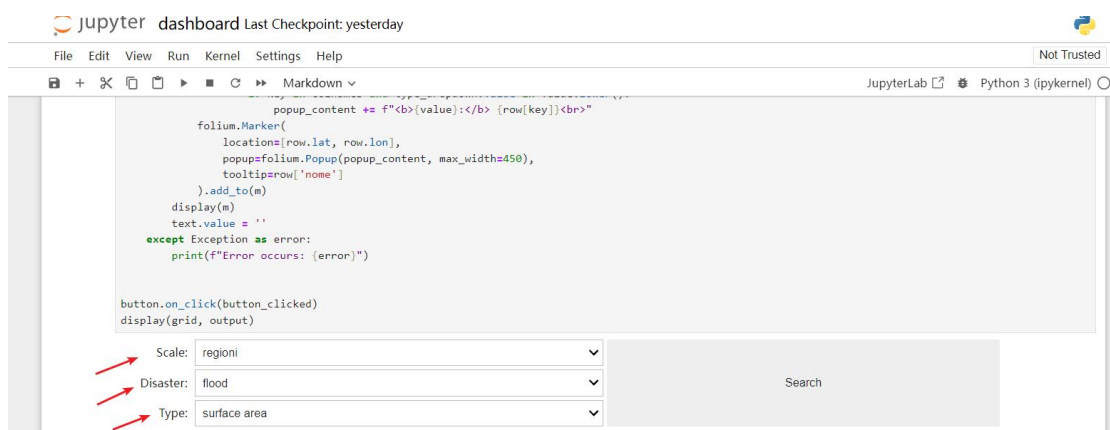 jupyter dashboard Last Checkpoint: yesterday
File Edit View Run Kernel Settings Help Not Trusted
Markdown JupyterLab Python 3 (ipykernel)
popup_content += f"<b>{value}:</b> {row[key]}<br>"
folium.Marker(
location=[row.lat, row.lon],
popup=folium.Popup(popup_content, max_width=450),
tooltip=row['nome']
).add_to(m)
display(m)
text.value = ''
except Exception as error:
print(f"Error occurs: {error}")
button.on_click(button_clicked)
display(grid, output)
Scale: regioni
Disaster: flood
Search
Type: surface area